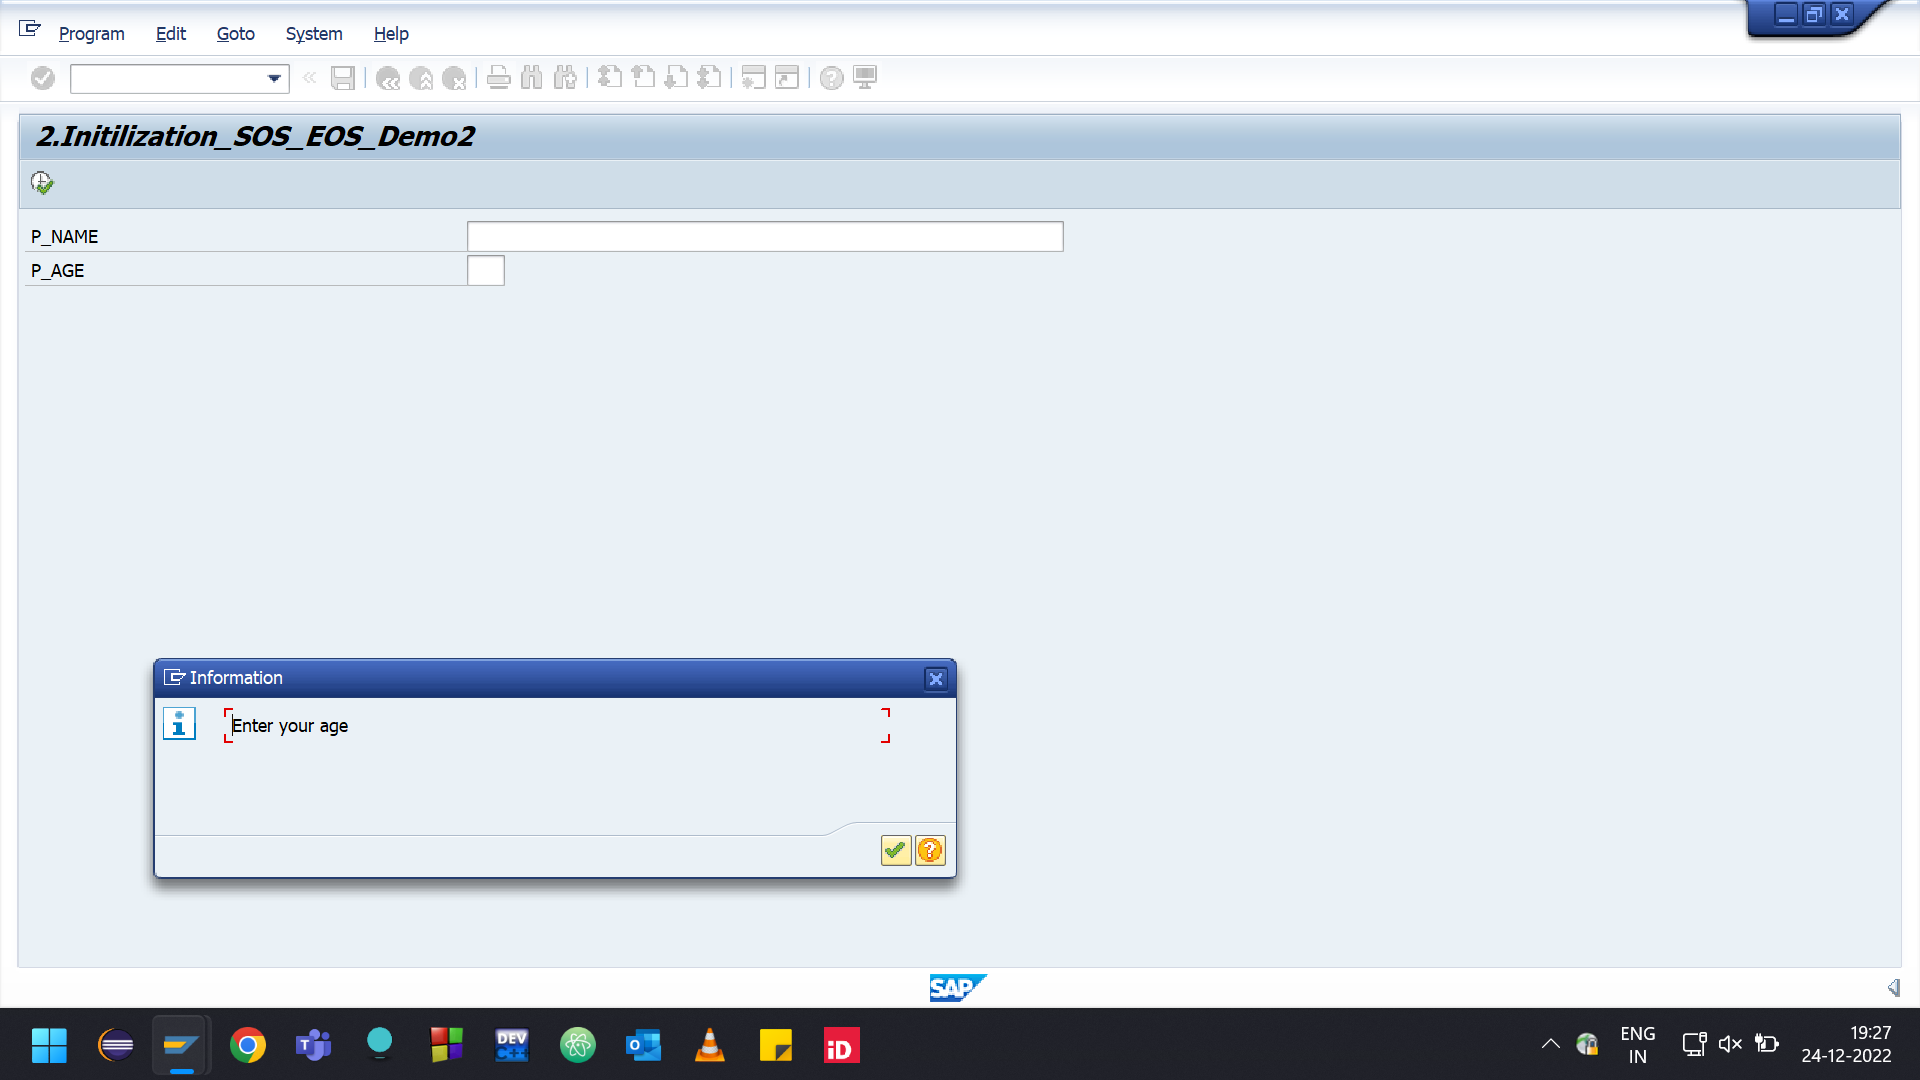 Program Edit Goto System Help
2.Initilization_SOS_EOS_Demo2
P_NAME
P_AGE
Information
Enter your age
SAP
DEV
C++
iD
ENG
IN
19:27
24-12-2022